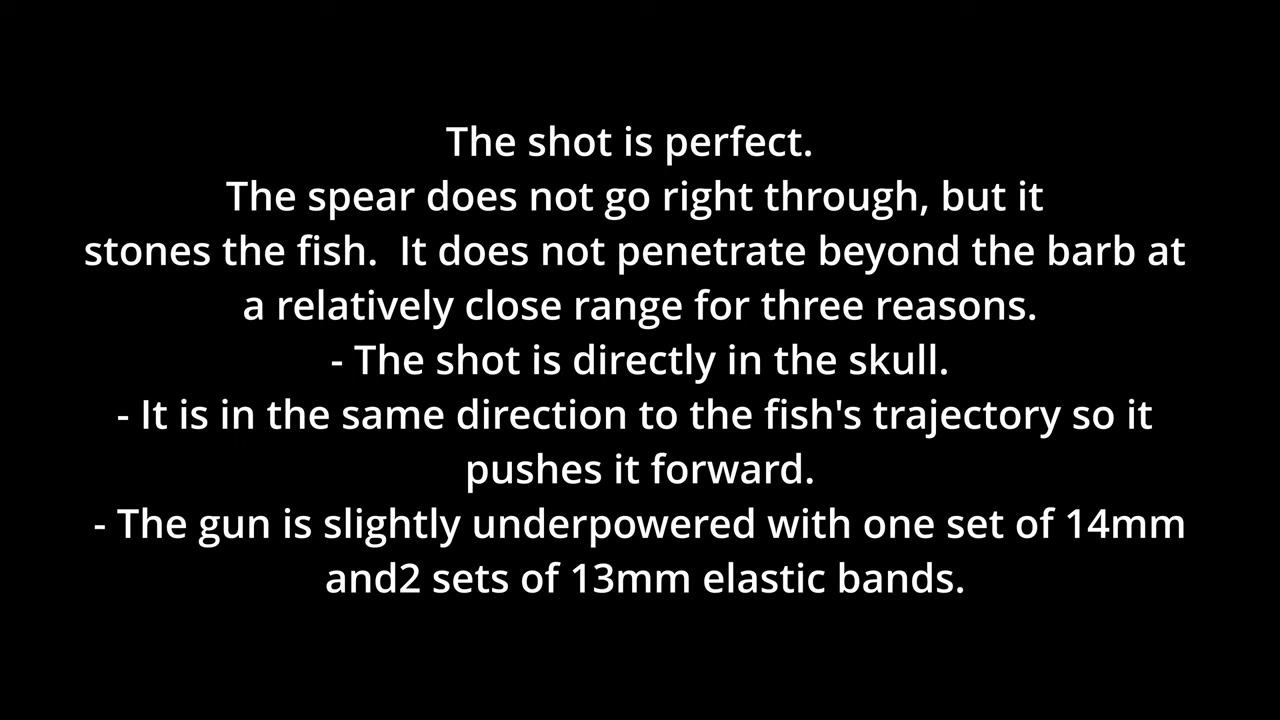 The shot is perfect.
The spear does not go right through, but it
stones the fish.  It does not penetrate beyond the barb at
a relatively close range for three reasons.
- The shot is directly in the skull.
- It is in the same direction to the fish's trajectory so it
pushes it forward.
- The gun is slightly underpowered with one set of 14mm
and2 sets of 13mm elastic bands.